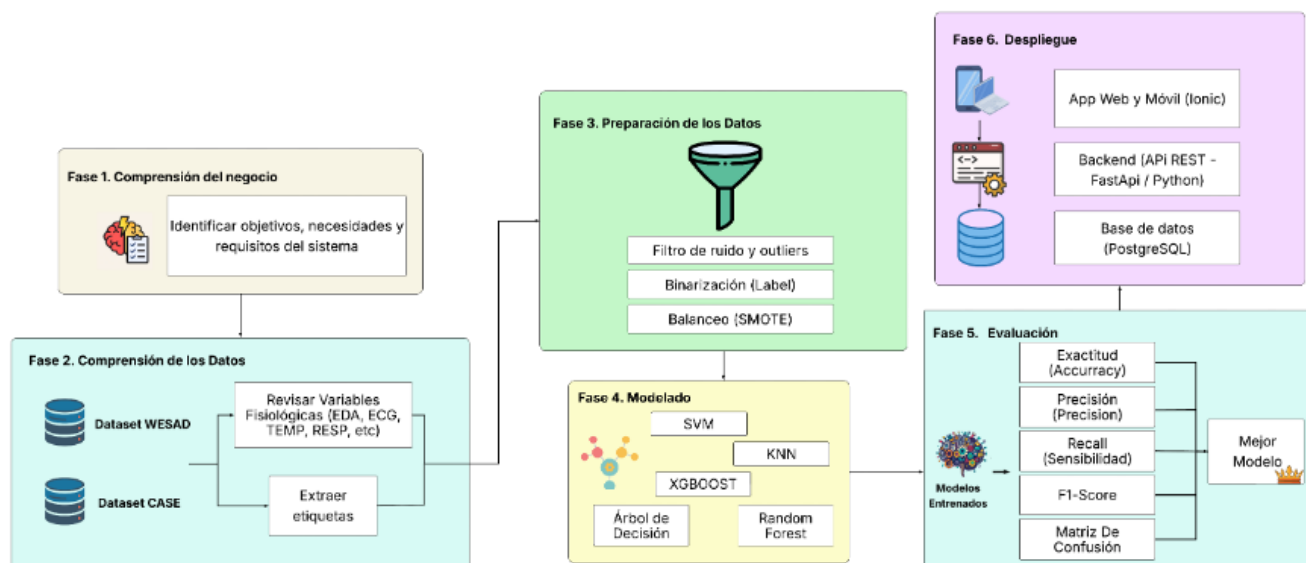 Fase 1. Comprensión del negocio
Identificar objetivos, necesidades y
requisitos del sistema
Fase 2. Comprensión de los Datos
Dataset WESAD
Dataset CASE
Revisar Variables
Fisiológicas (EDA, ECG,
TEMP, RESP, etc)
Extraer
etiquetas
Fase 3. Preparación de los Datos
Filtro de ruido y outliers
Binarización (Label)
Balanceo (SMOTE)
Fase 4. Modelado
SVM
KNN
XGBOOST
Árbol de
Decisión
Random
Forest
Fase 5. Evaluación
Modelos
Entrenados
Exactitud
(Accurracy)
Precisión
(Precision)
Recall
(Sensibilidad)
F1-Score
Matriz De
Confusión
Mejor
Modelo
Fase 6. Despliegue
App Web y Móvil (Ionic)
Backend (APi REST -
FastApi / Python)
Base de datos
(PostgreSQL)